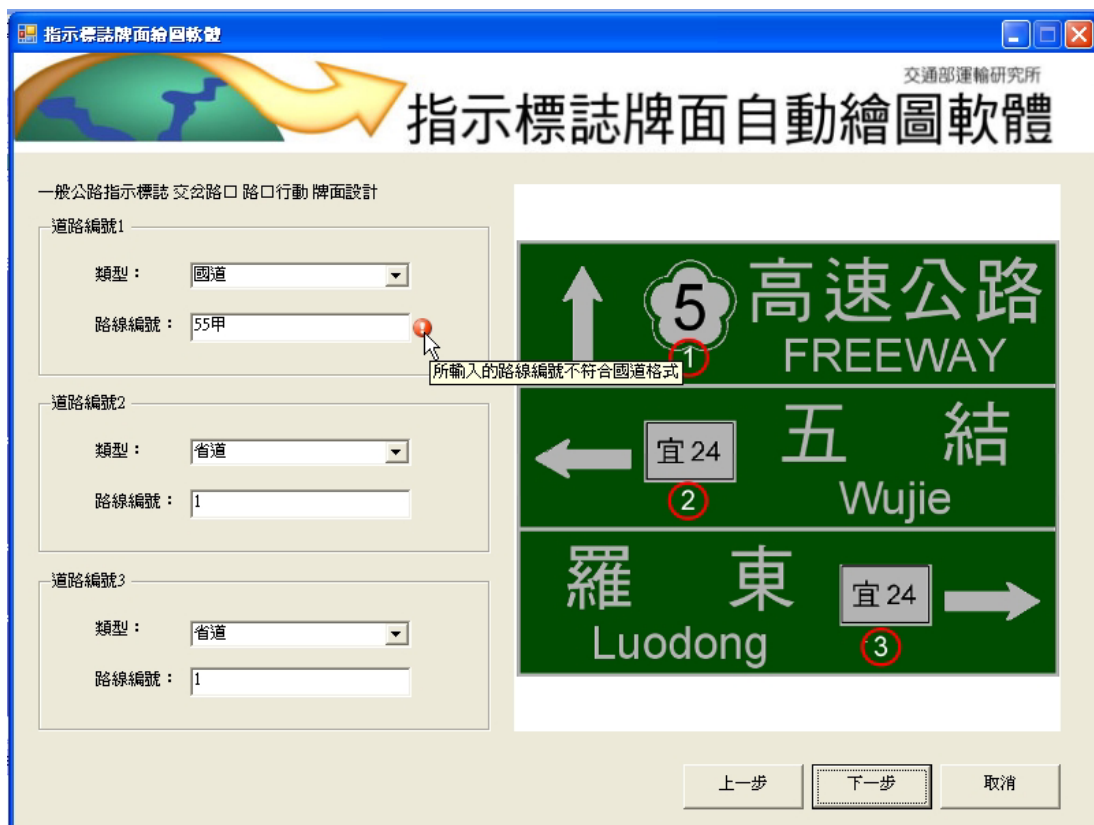 指示標誌牌面繪圖軟體
交通部運輸研究所
指示標誌牌面自動繪圖軟體
一般公路指示標誌 交岔路口 路口行動 牌面設計
道路編號1
類型：
國道
路線編號：
55甲
所輸入的路線編號不符合國道格式
道路編號2
類型：
省道
路線編號：
1
道路編號3
類型：
省道
路線編號：
1
5
高速公路
1
FREEWAY
宜 24
五 結
2
Wujie
羅 東
宜 24
Luodong
3
上一步
下一步
取消